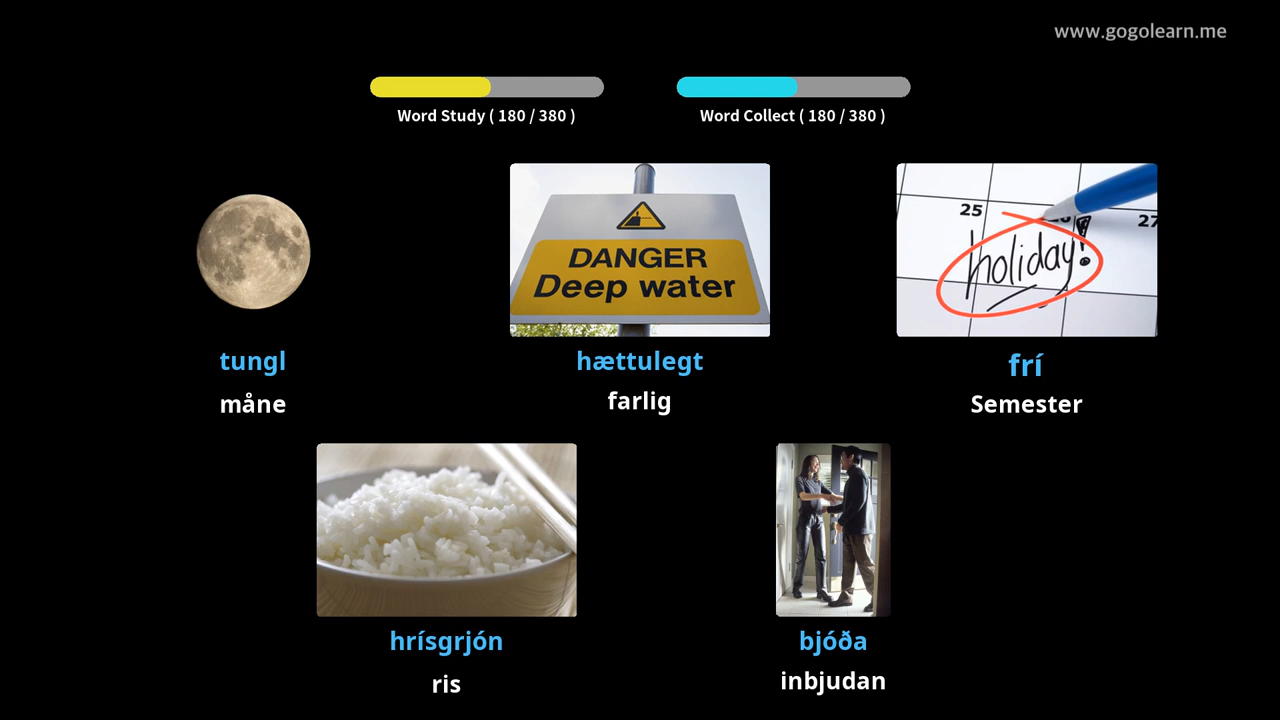 www.gogolearn.me
Word Study ( 180 / 380 )
Word Collect ( 180 / 380 )
DANGER
Deep water
25
27
holiday!
tungl
hættulegt
frí
måne
farlig
Semester
hrísgrjón
bjóða
ris
inbjudan